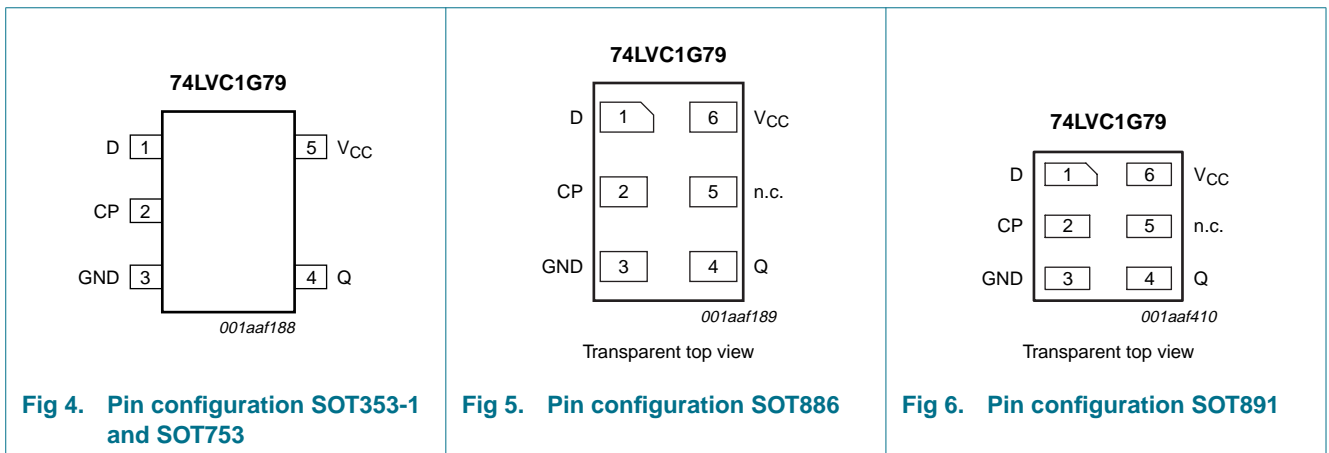 74LVC1G79
D 1 5 VCC
CP 2
GND 3 4 Q
001aaf188
Fig 4. Pin configuration SOT353-1
and SOT753
74LVC1G79
D 1 6 VCC
CP 2 5 n.c.
GND 3 4 Q
001aaf189
Transparent top view
Fig 5. Pin configuration SOT886
74LVC1G79
D 1 6 VCC
CP 2 5 n.c.
GND 3 4 Q
001aaf410
Transparent top view
Fig 6. Pin configuration SOT891